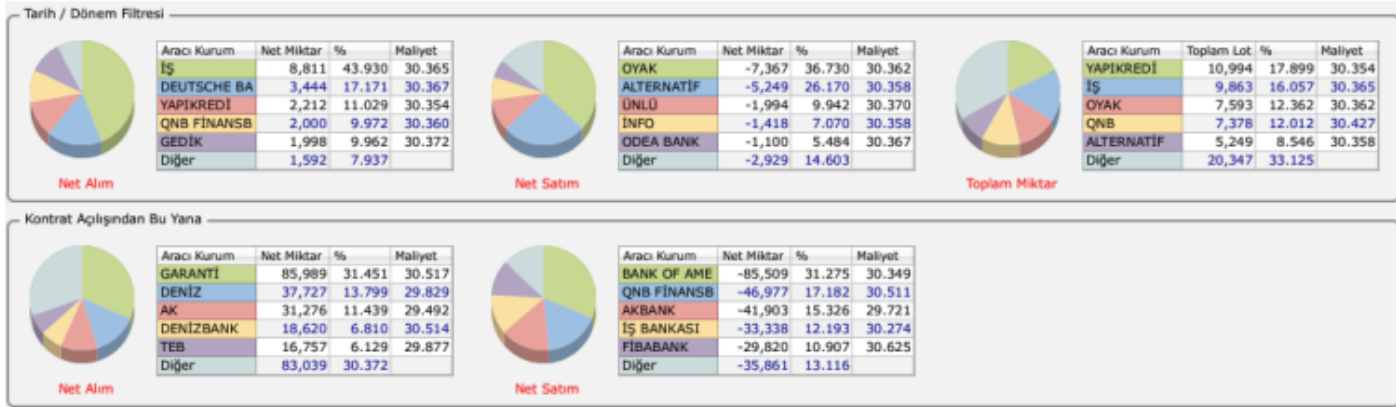 Tarih / Dönem Filtresi
Aracı Kurum Net Miktar % Maliyet
İŞ 8,811 43.930 30.365
DEUTSCHE BA 3,444 17.171 30.367
YAPIKREDİ 2,212 11.029 30.354
QNB FİNANSB 2,000 9.972 30.360
GEDİK 1,998 9.962 30.372
Diğer 1,592 7.937
Net Alım
Aracı Kurum Net Miktar % Maliyet
OYAK -7,367 36.730 30.362
ALTERNATİF -5,249 26.170 30.358
ÜNLÜ -1,994 9.942 30.370
İNFO -1,418 7.070 30.358
ODEA BANK -1,100 5.484 30.367
Diğer -2,929 14.603
Net Satım
Aracı Kurum Toplam Lot % Maliyet
YAPIKREDİ 10,994 17.899 30.354
İŞ 9,863 16.057 30.365
OYAK 7,593 12.362 30.362
QNB 7,378 12.012 30.427
ALTERNATİF 5,249 8.546 30.358
Diğer 20,347 33.125
Toplam Miktar
Kontrat Açılışından Bu Yana
Aracı Kurum Net Miktar % Maliyet
GARANTİ 85,989 31.451 30.517
DENİZ 37,727 13.799 29.829
AK 31,276 11.439 29.492
DENİZBANK 18,620 6.810 30.514
TEB 16,757 6.129 29.877
Diğer 83,039 30.372
Net Alım
Aracı Kurum Net Miktar % Maliyet
BANK OF AME -85,509 31.275 30.349
QNB FİNANSB -46,977 17.182 30.511
AKBANK -41,903 15.326 29.721
İŞ BANKASI -33,338 12.193 30.274
FİBABANK -29,820 10.907 30.625
Diğer -35,861 13.116
Net Satım